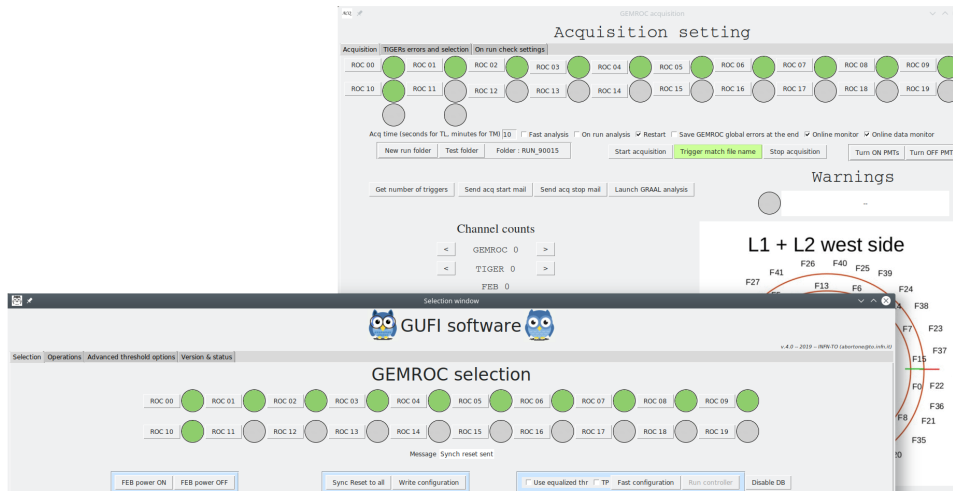 GEMROC acquisition
Acquisition setting
Acquisition TIGERs errors and selection On run check settings
ROC 00 ROC 01 ROC 02 ROC 03 ROC 04 ROC 05 ROC 06 ROC 07 ROC 08 ROC 09
ROC 10 ROC 11 ROC 12 ROC 13 ROC 14 ROC 15 ROC 16 ROC 17 ROC 18 ROC 19
Acq time (seconds for TL, minutes for TM) 10 Fast analysis On run analysis Restart Save GEMROC global errors at the end Online monitor Online data monitor
New run folder Test folder Folder : RUN_90015 Start acquisition Trigger match file name Stop acquisition Turn ON PMTs Turn OFF PMT
Get number of triggers Send acq start mail Send acq stop mail Launch GRAAL analysis
Warnings
--
Channel counts
< GEMROC 0 >
< TIGER 0 >
FEB 0
L1 + L2 west side
F26 F40 F25
F41 F39
F27 F13 F6 F24
F38
F7 F23
F15 F37
F0 F22
F36
F8 F21
F35
Selection window
GUFI software
v.4.0 -- 2019 -- INFN-TO (abortone@to.infn.it)
Selection Operations Advanced threshold options Version & status
GEMROC selection
ROC 00 ROC 01 ROC 02 ROC 03 ROC 04 ROC 05 ROC 06 ROC 07 ROC 08 ROC 09
ROC 10 ROC 11 ROC 12 ROC 13 ROC 14 ROC 15 ROC 16 ROC 17 ROC 18 ROC 19
Message Synch reset sent
FEB power ON FEB power OFF Sync Reset to all Write configuration Use equalized thr TP Fast configuration Run controller Disable DB